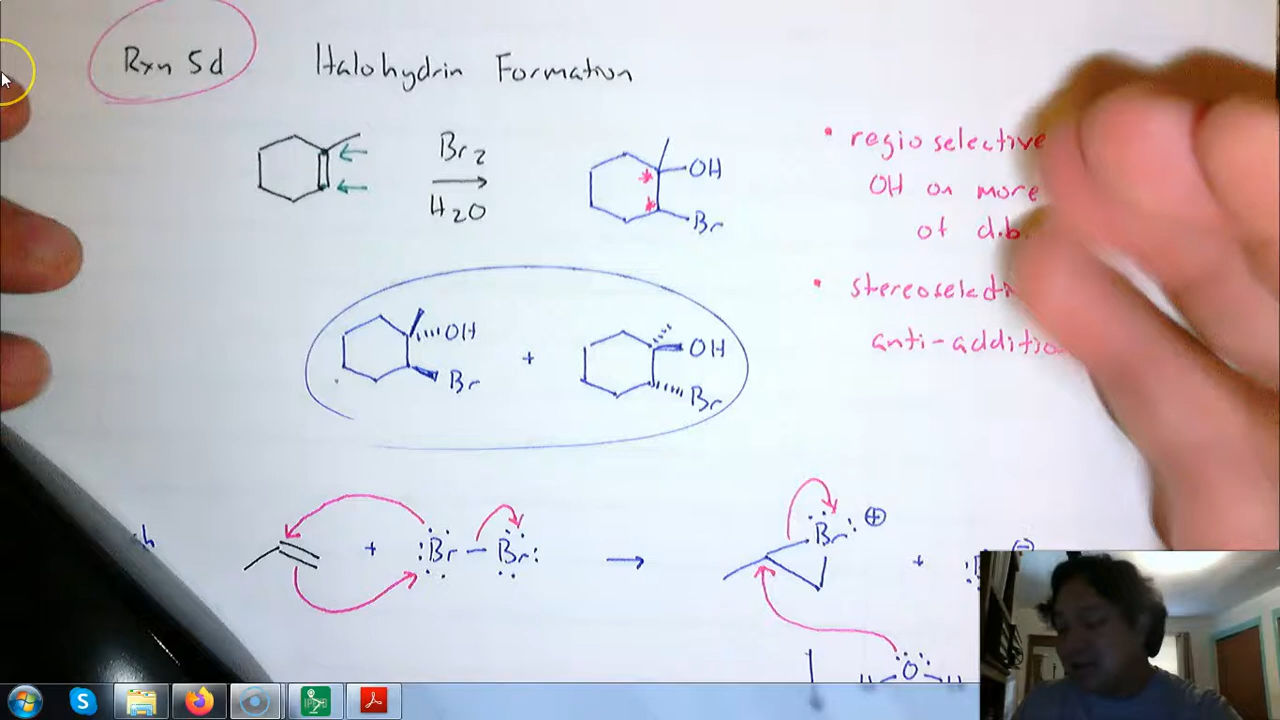 Rxn 5d Halohydrin Formation
Br2
H2O
OH
Br
• regioselective
OH on more
of d.b.
• stereoselecti
anti-additio
OH
Br
+
OH
Br
+ :Br — Br: → Br: ⊕ +
O